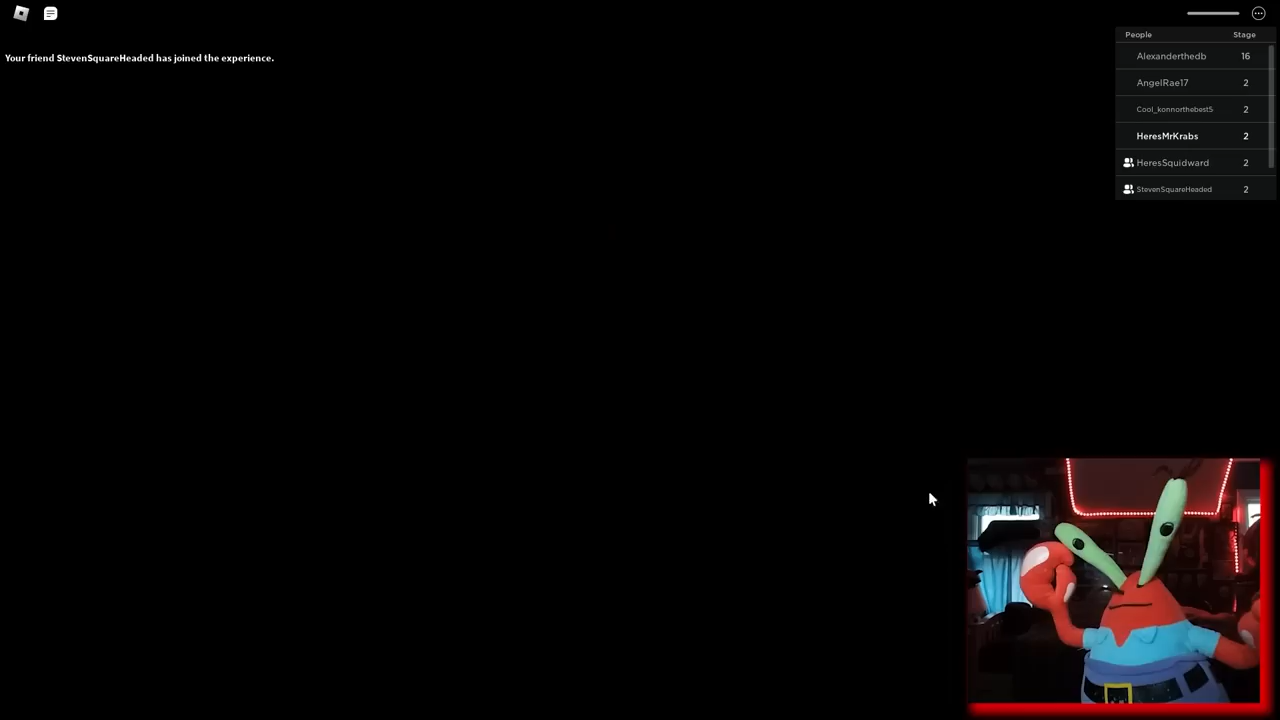 Your friend StevenSquareHeaded has joined the experience.
People Stage
Alexanderthedb 16
AngelRae17 2
Cool_konnorthebest5 2
HeresMrKrabs 2
HeresSquidward 2
StevenSquareHeaded 2